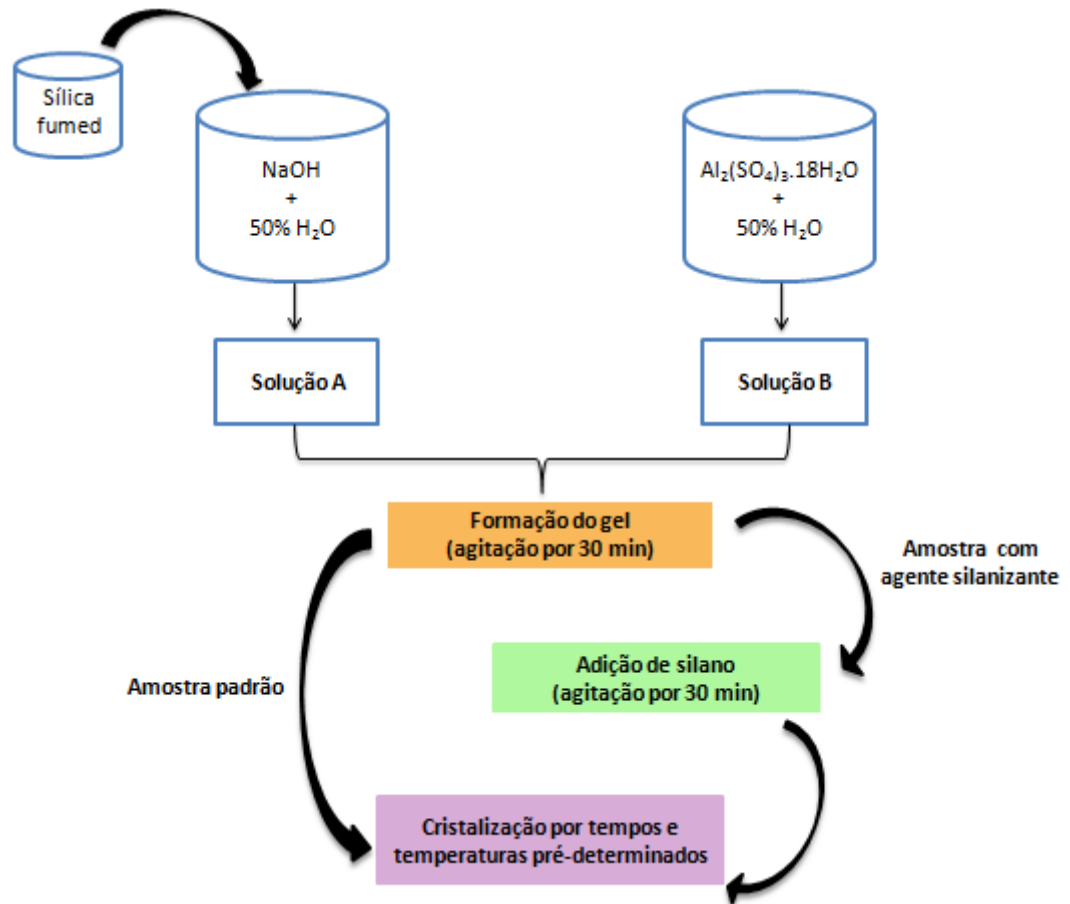 Sílica
fumed
NaOH
+
50% H₂O
Al₂(SO₄)₃.18H₂O
+
50% H₂O
Solução A
Solução B
Formação do gel
(agitação por 30 min)
Amostra com
agente silanizante
Adição de silano
(agitação por 30 min)
Amostra padrão
Cristalização por tempos e
temperaturas pré-determinados